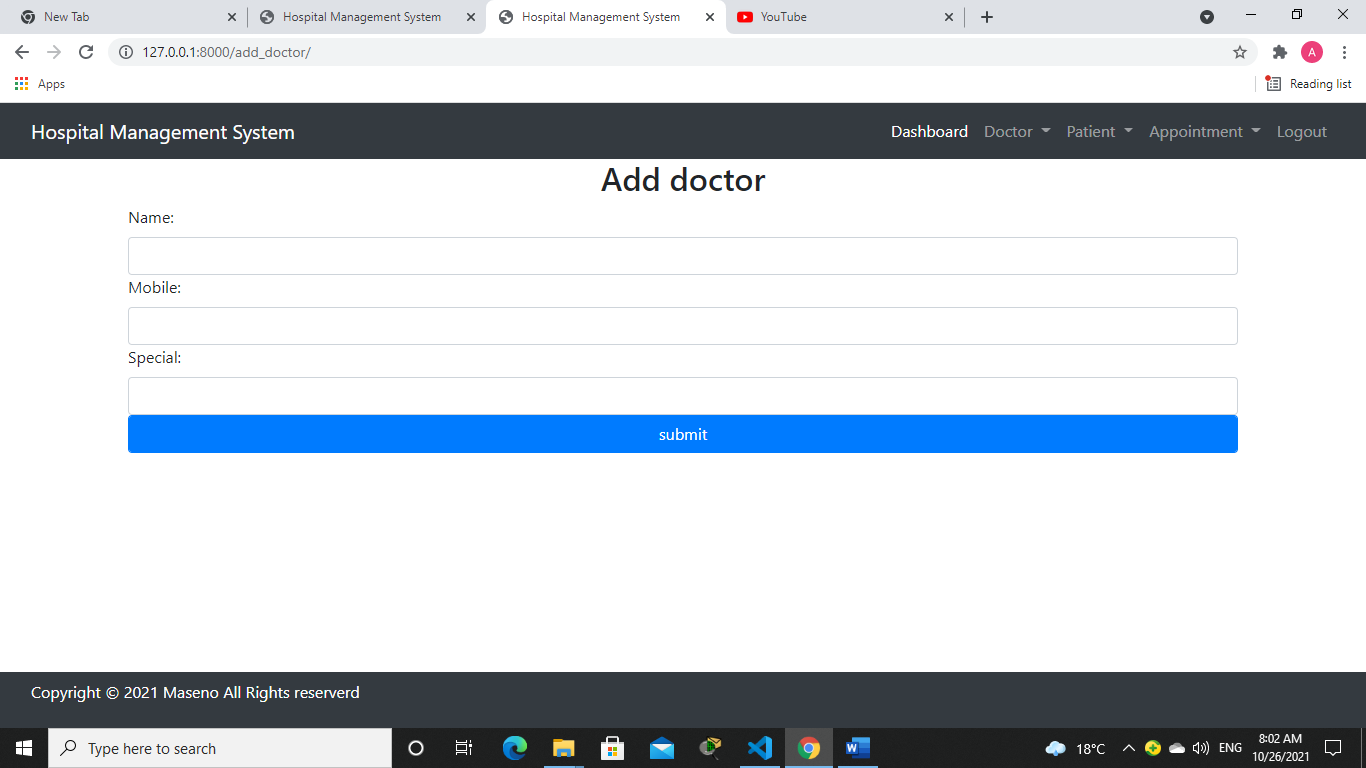 New Tab
Hospital Management System
Hospital Management System
YouTube
127.0.0.1:8000/add_doctor/
A
Apps
Reading list
Hospital Management System
Dashboard Doctor Patient Appointment Logout
Add doctor
Name:
Mobile:
Special:
submit
Copyright © 2021 Maseno All Rights reserverd
Type here to search
18°C
ENG
8:02 AM
10/26/2021